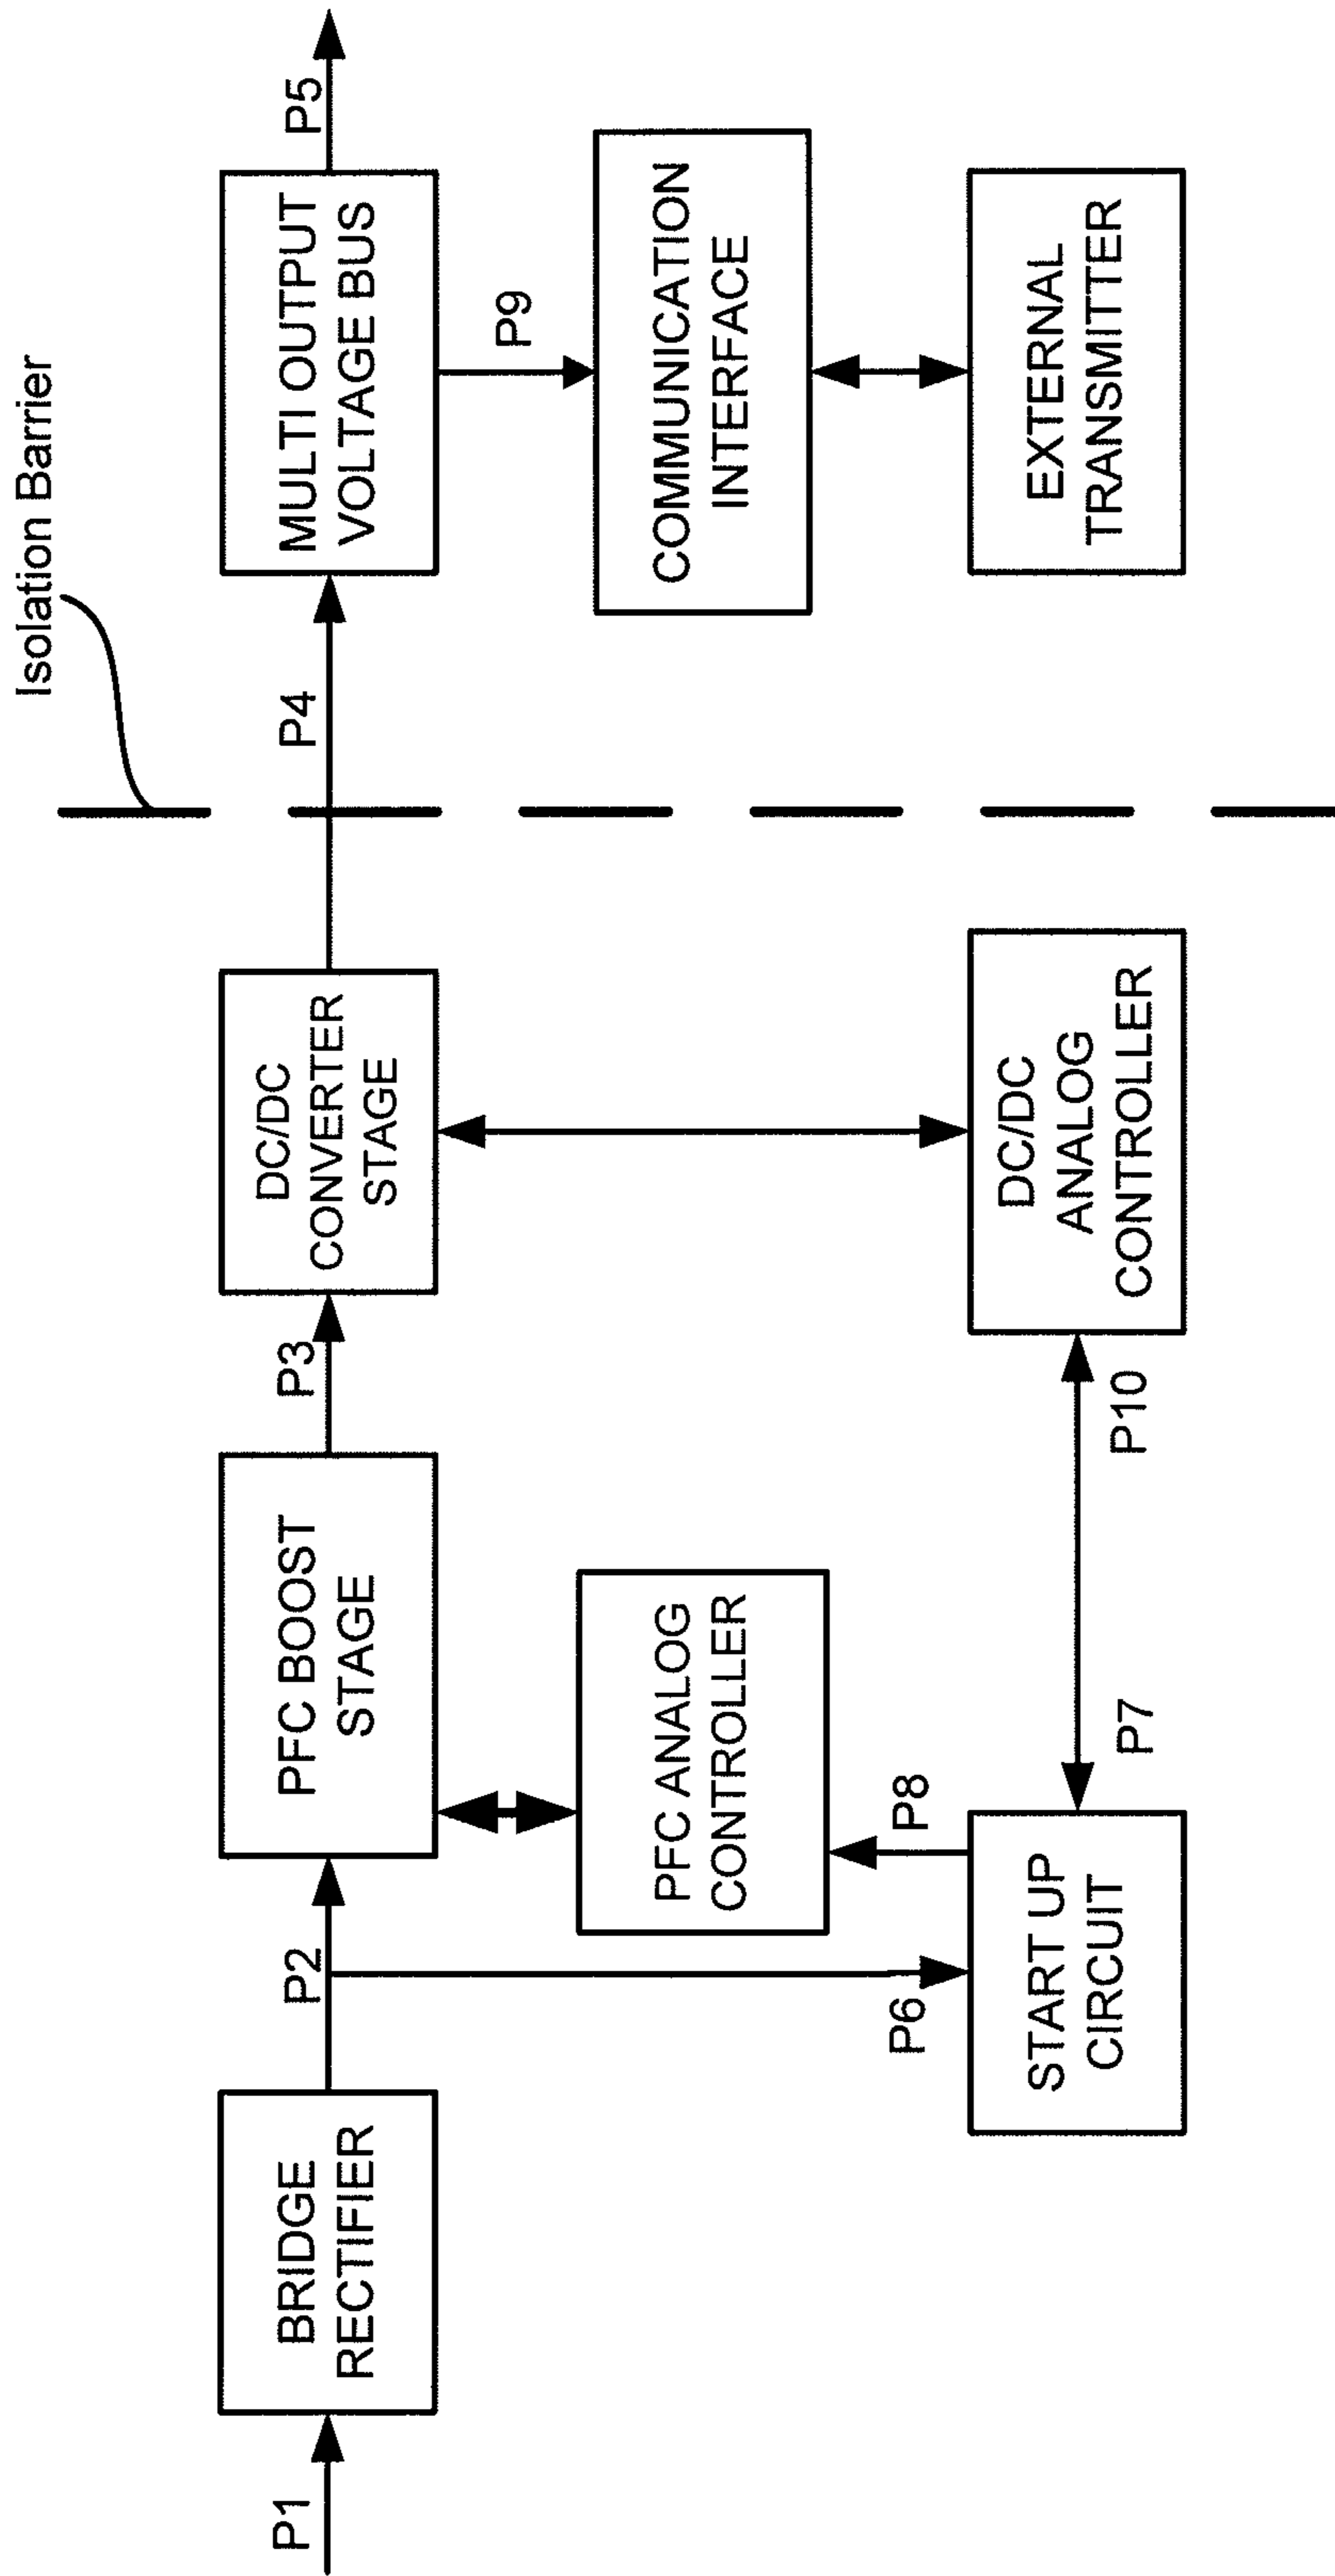 Isolation Barrier
P1
BRIDGE
RECTIFIER
P2
PFC BOOST
STAGE
P3
DC/DC
CONVERTER
STAGE
P4
MULTI OUTPUT
VOLTAGE BUS
P5
P6
PFC ANALOG
CONTROLLER
P8
P9
COMMUNICATION
INTERFACE
START UP
CIRCUIT
P7
P10
DC/DC
ANALOG
CONTROLLER
EXTERNAL
TRANSMITTER